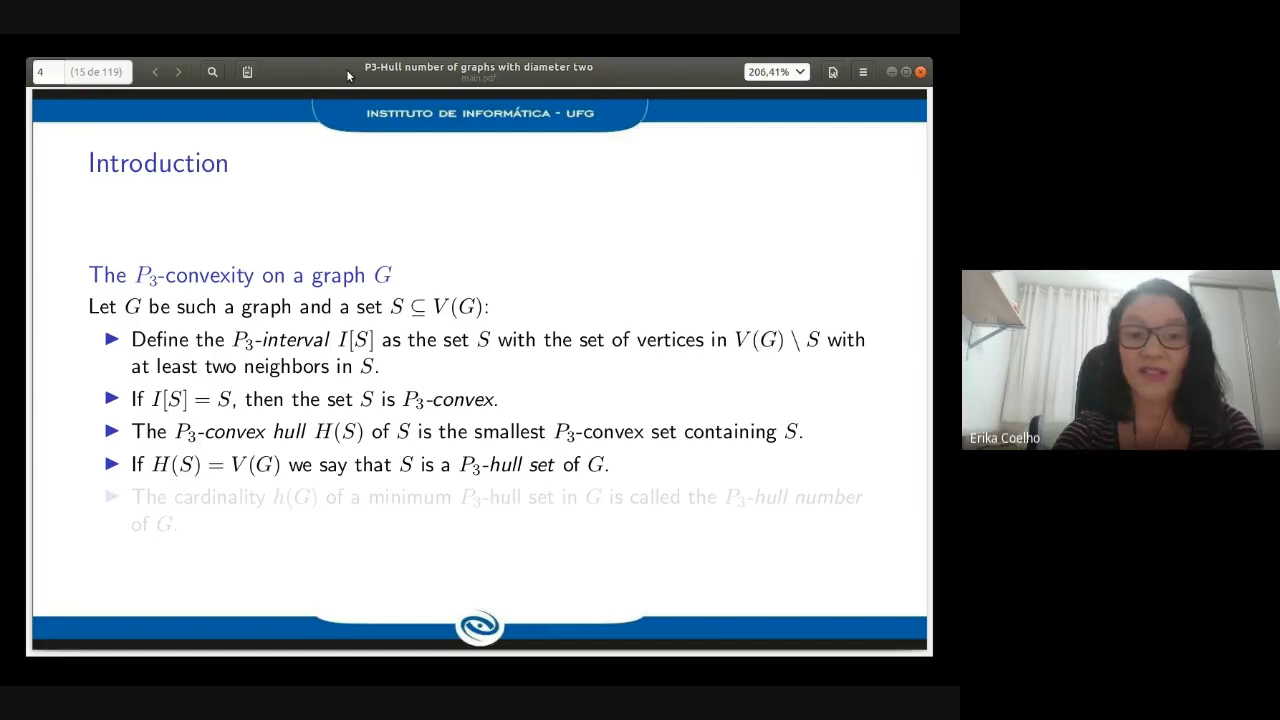 4 (15 de 119) P3-Hull number of graphs with diameter two 206,41%
main.pdf
INSTITUTO DE INFORMÁTICA - UFG
Introduction
The P₃-convexity on a graph G
Let G be such a graph and a set S ⊆ V(G):
▶ Define the P₃-interval I[S] as the set S with the set of vertices in V(G) \ S with
at least two neighbors in S.
▶ If I[S] = S, then the set S is P₃-convex.
▶ The P₃-convex hull H(S) of S is the smallest P₃-convex set containing S.
▶ If H(S) = V(G) we say that S is a P₃-hull set of G.
▶ The cardinality h(G) of a minimum P₃-hull set in G is called the P₃-hull number
of G.
Erika Coelho